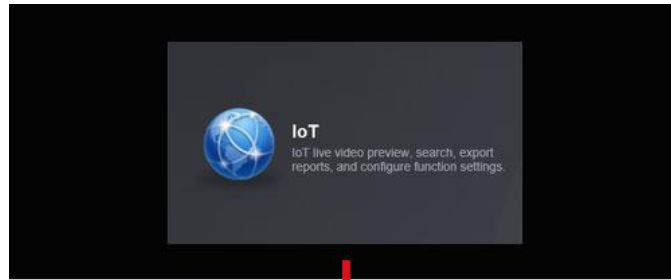 IoT
IoT live video preview, search, export
reports, and configure function settings.